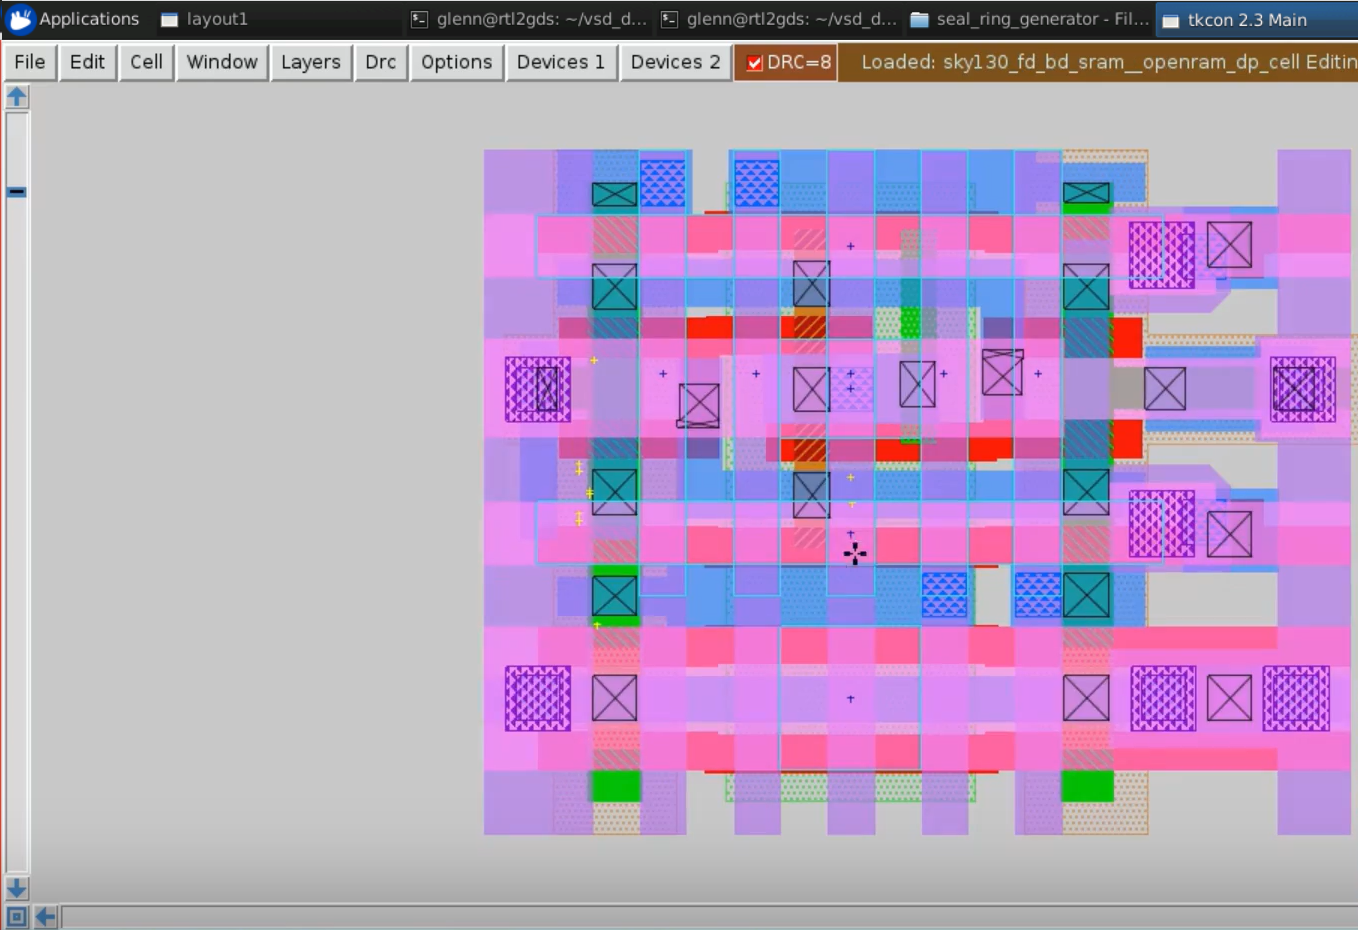 Applications layout1 glenn@rtl2gds: ~/vsd_d... glenn@rtl2gds: ~/vsd_d... seal_ring_generator - Fil... tkcon 2.3 Main
File Edit Cell Window Layers Drc Options Devices 1 Devices 2 DRC=8 Loaded: sky130_fd_bd_sram__openram_dp_cell Editin